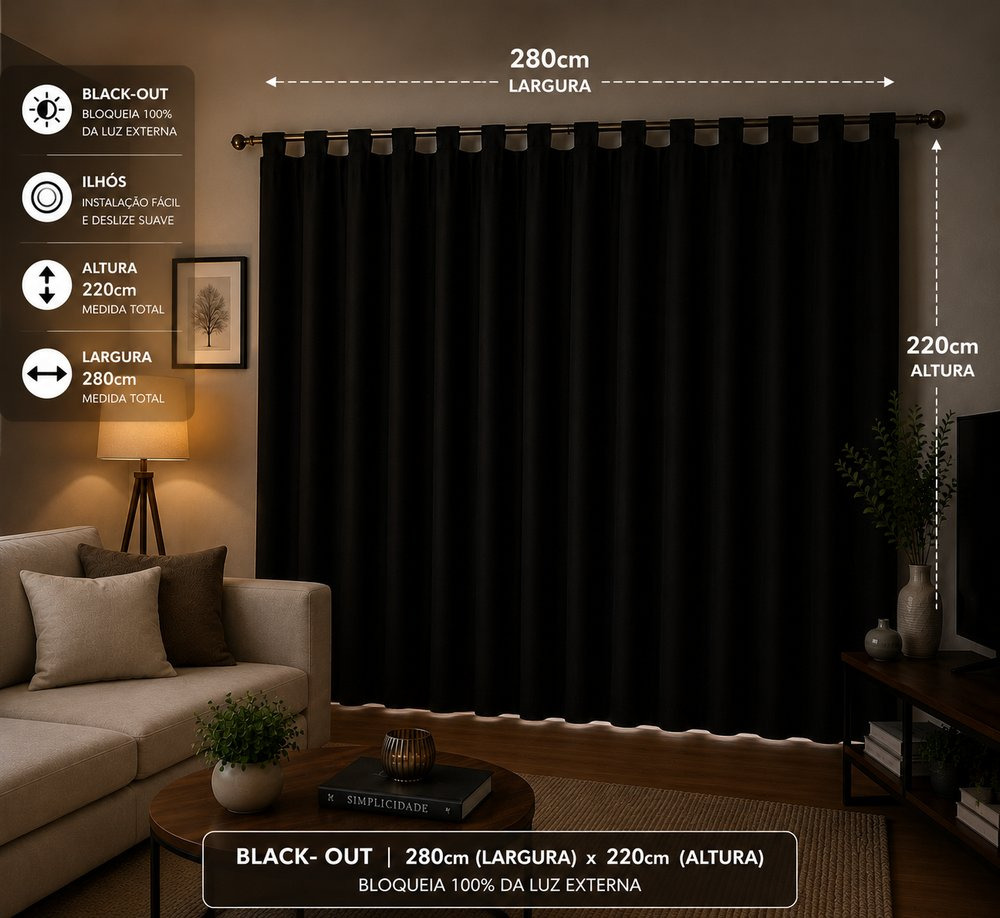 280cm
LARGURA
BLACK-OUT
BLOQUEIA 100%
DA LUZ EXTERNA
ILHÓS
INSTALAÇÃO FÁCIL
E DESLIZE SUAVE
ALTURA
220cm
MEDIDA TOTAL
LARGURA
280cm
MEDIDA TOTAL
220cm
ALTURA
SIMPLICIDADE
BLACK- OUT | 280cm (LARGURA) x 220cm (ALTURA)
BLOQUEIA 100% DA LUZ EXTERNA